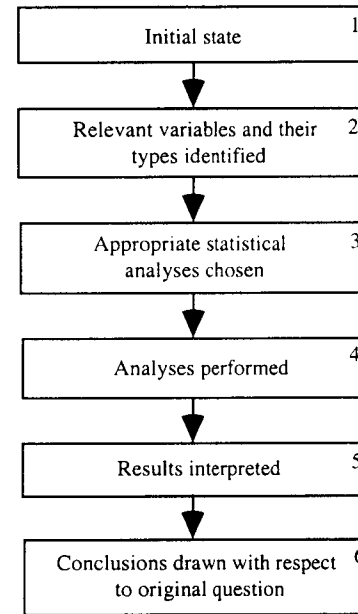 1
Initial state
2
Relevant variables and their
types identified
3
Appropriate statistical
analyses chosen
4
Analyses performed
5
Results interpreted
6
Conclusions drawn with respect
to original question